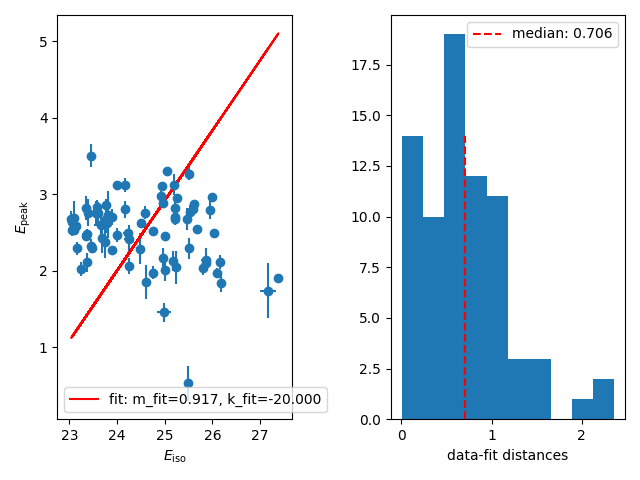 5
4
3
2
1
E_peak
23 24 25 26 27
E_iso
fit: m_fit=0.917, k_fit=-20.000
median: 0.706
17.5
15.0
12.5
10.0
7.5
5.0
2.5
0.0
0 1 2
data-fit distances